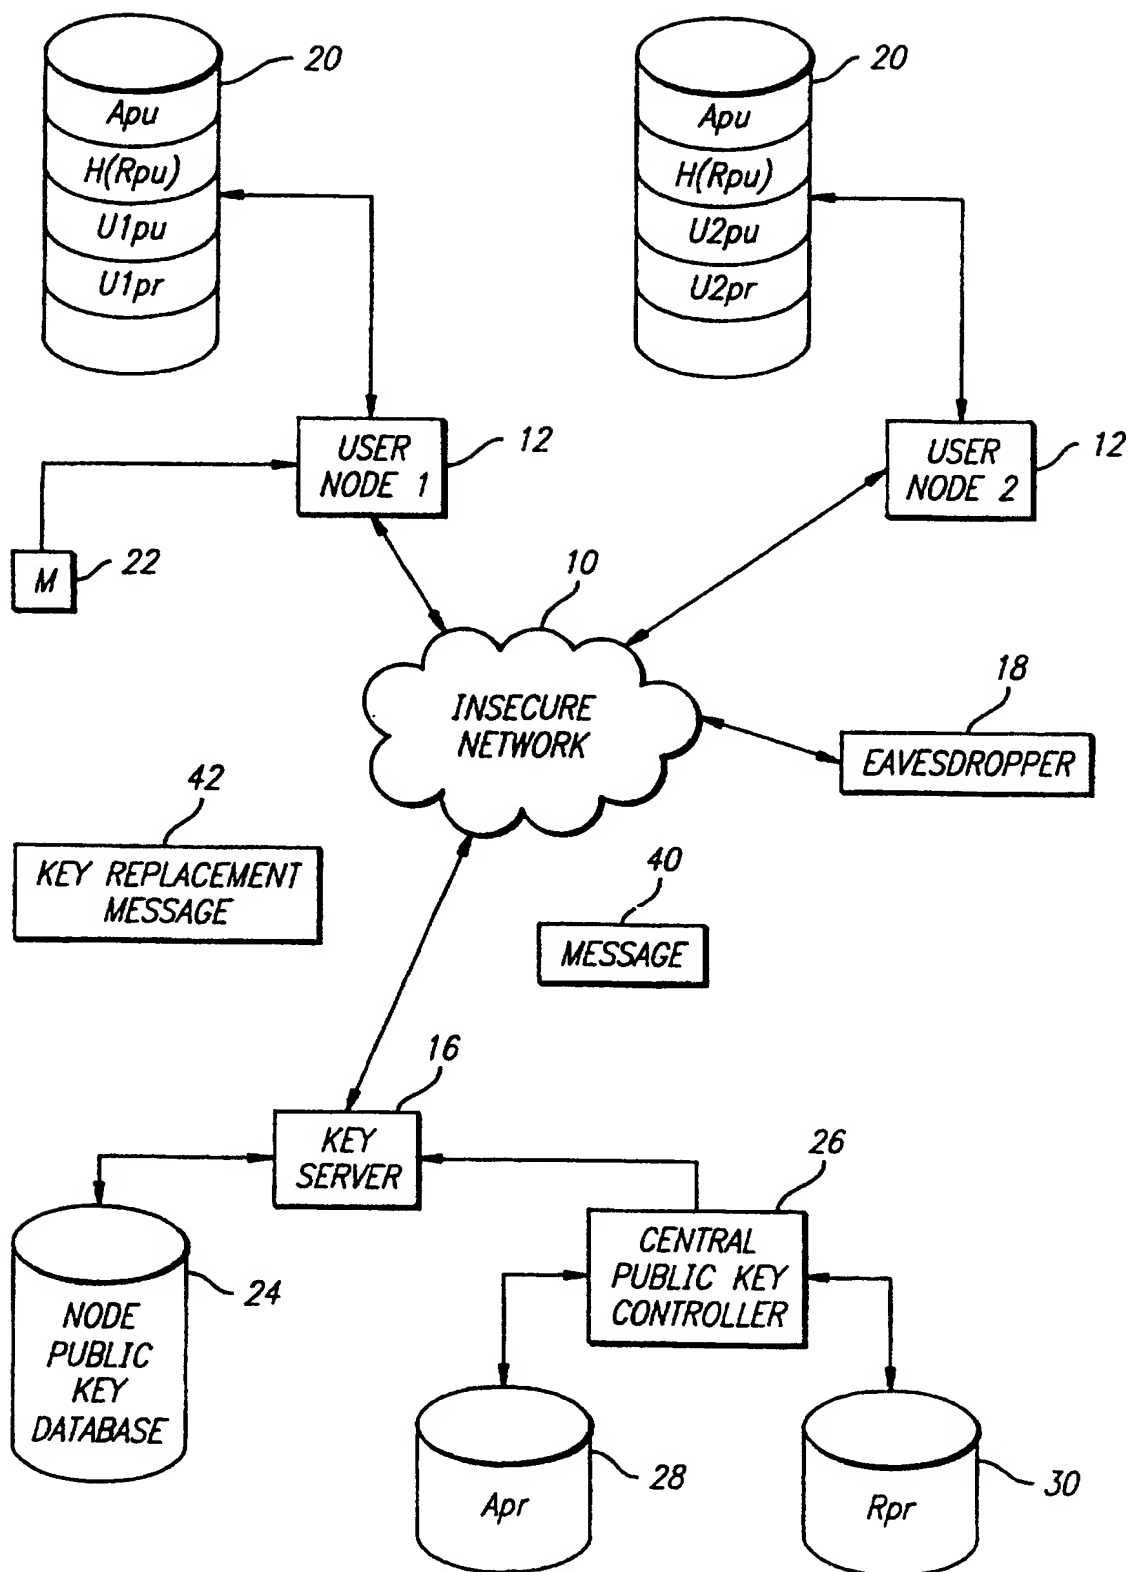 20
20
Apu
H(Rpu)
U1pu
U1pr
Apu
H(Rpu)
U2pu
U2pr
USER
NODE 1
12
USER
NODE 2
12
M
22
10
INSECURE
NETWORK
18
EAVESDROPPER
42
KEY REPLACEMENT
MESSAGE
40
MESSAGE
16
KEY
SERVER
26
CENTRAL
PUBLIC KEY
CONTROLLER
24
NODE
PUBLIC
KEY
DATABASE
28
Apr
30
Rpr